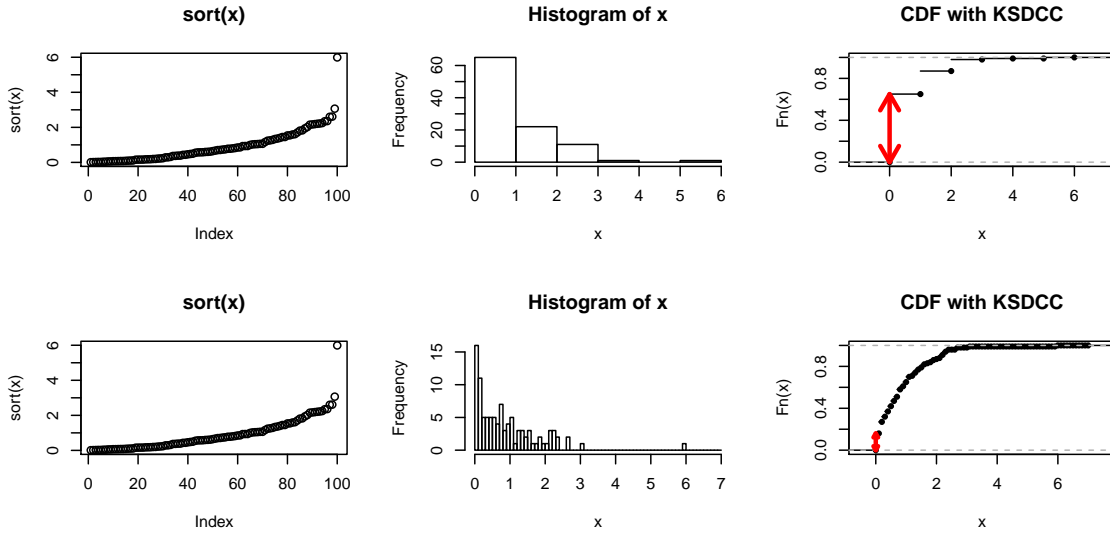 sort(x)
sort(x)
0 2 4 6
0 20 40 60 80 100
Index
Histogram of x
Frequency
0 20 40 60
0 1 2 3 4 5 6
x
CDF with KSDCC
Fn(x)
0.0 0.4 0.8
0 2 4 6
x
sort(x)
sort(x)
0 2 4 6
0 20 40 60 80 100
Index
Histogram of x
Frequency
0 5 10 15
0 1 2 3 4 5 6 7
x
CDF with KSDCC
Fn(x)
0.0 0.4 0.8
0 2 4 6
x